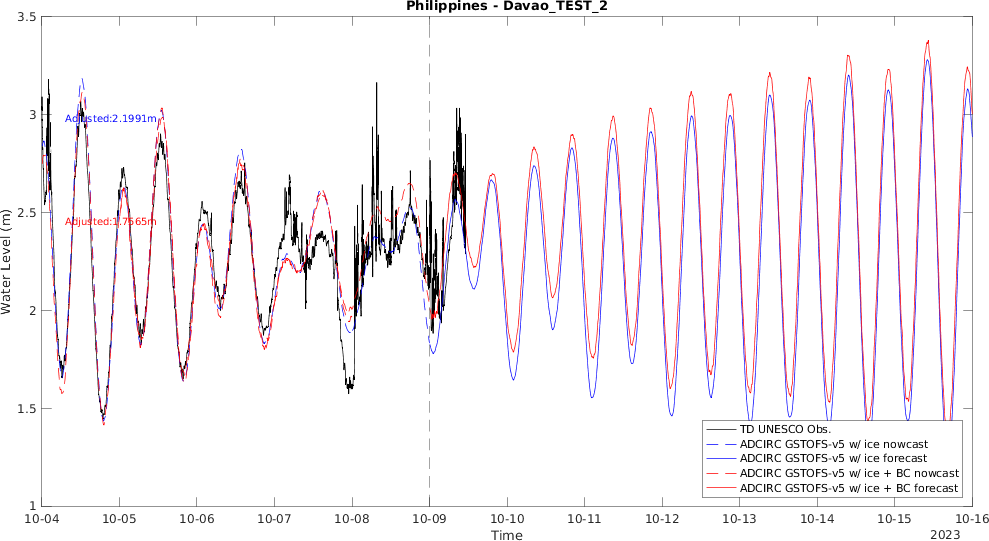 Philippines - Davao_TEST_2
3.5
3
2.5
2
1.5
1
Water Level (m)
Adjusted:2.1991m
Adjusted:1.7565m
TD UNESCO Obs.
ADCIRC GSTOFS-v5 w/ ice nowcast
ADCIRC GSTOFS-v5 w/ ice forecast
ADCIRC GSTOFS-v5 w/ ice + BC nowcast
ADCIRC GSTOFS-v5 w/ ice + BC forecast
10-04 10-05 10-06 10-07 10-08 10-09 10-10 10-11 10-12 10-13 10-14 10-15 10-16
Time
2023